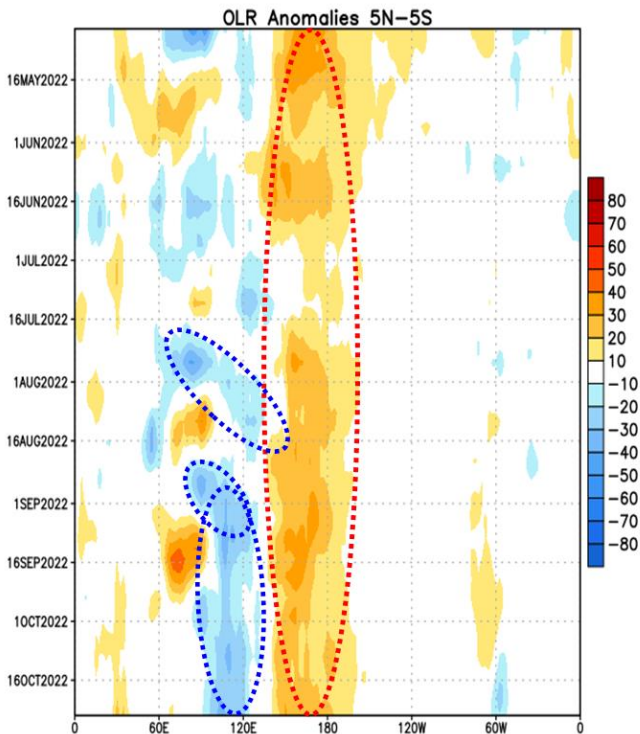 OLR Anomalies 5N-5S
16MAY2022
1JUN2022
16JUN2022
1JUL2022
16JUL2022
1AUG2022
16AUG2022
1SEP2022
16SEP2022
1OCT2022
16OCT2022
0
60E
120E
180
120W
60W
0
80
70
60
50
40
30
20
10
-10
-20
-30
-40
-50
-60
-70
-80